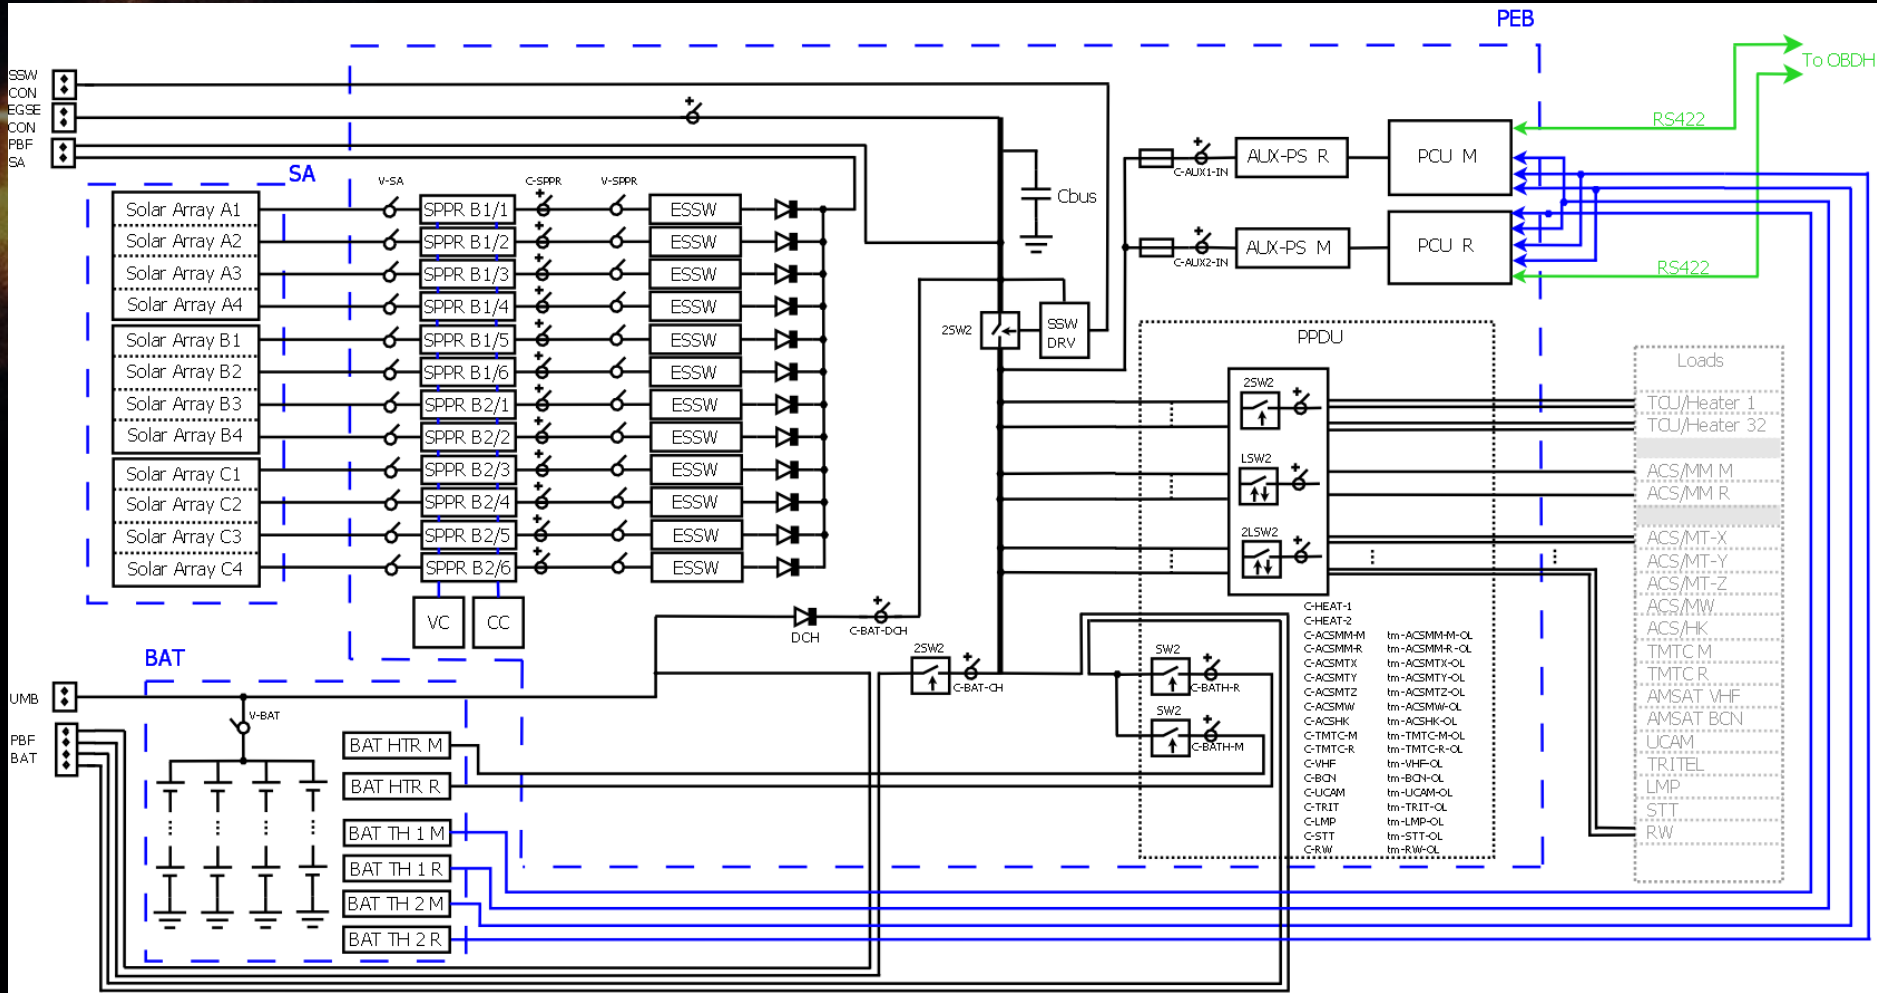 PEB
SSW
CON
EGSE
CON
PBF
SA
To OBDH
RS422
RS422
SA
V-SA
C-SPPR
V-SPPR
Solar Array A1
SPPR B1/1
ESSW
Solar Array A2
SPPR B1/2
ESSW
Solar Array A3
SPPR B1/3
ESSW
Solar Array A4
SPPR B1/4
ESSW
Solar Array B1
SPPR B1/5
ESSW
Solar Array B2
SPPR B1/6
ESSW
Solar Array B3
SPPR B2/1
ESSW
Solar Array B4
SPPR B2/2
ESSW
Solar Array C1
SPPR B2/3
ESSW
Solar Array C2
SPPR B2/4
ESSW
Solar Array C3
SPPR B2/5
ESSW
Solar Array C4
SPPR B2/6
ESSW
VC
CC
Cbus
C-AUX1-IN
AUX-PS R
PCU M
C-AUX2-IN
AUX-PS M
PCU R
2SW2
SSW
DRV
PPDU
2SW2
LSW2
2LSW2
Loads
TCU/Heater 1
TCU/Heater 32
ACS/MM M
ACS/MM R
ACS/MT-X
ACS/MT-Y
ACS/MT-Z
ACS/MW
ACS/HK
TMTC M
TMTC R
AMSAT VHF
AMSAT BCN
UCAM
TRITEL
LMP
STT
RW
DCH
C-BAT-DCH
2SW2
C-BAT-CH
SW2
C-BATH-R
SW2
C-BATH-M
C-HEAT-1
C-HEAT-2
C-ACSMM-M tm-ACSMM-M-OL
C-ACSMM-R tm-ACSMM-R-OL
C-ACSMTX tm-ACSMTX-OL
C-ACSMTY tm-ACSMTY-OL
C-ACSMTZ tm-ACSMTZ-OL
C-ACSMW tm-ACSMW-OL
C-ACSHK tm-ACSHK-OL
C-TMTC-M tm-TMTC-M-OL
C-TMTC-R tm-TMTC-R-OL
C-VHF tm-VHF-OL
C-BCN tm-BCN-OL
C-UCAM tm-UCAM-OL
C-TRIT tm-TRIT-OL
C-LMP tm-LMP-OL
C-STT tm-STT-OL
C-RW tm-RW-OL
BAT
UMB
PBF
BAT
V-BAT
BAT HTR M
BAT HTR R
BAT TH 1 M
BAT TH 1 R
BAT TH 2 M
BAT TH 2 R